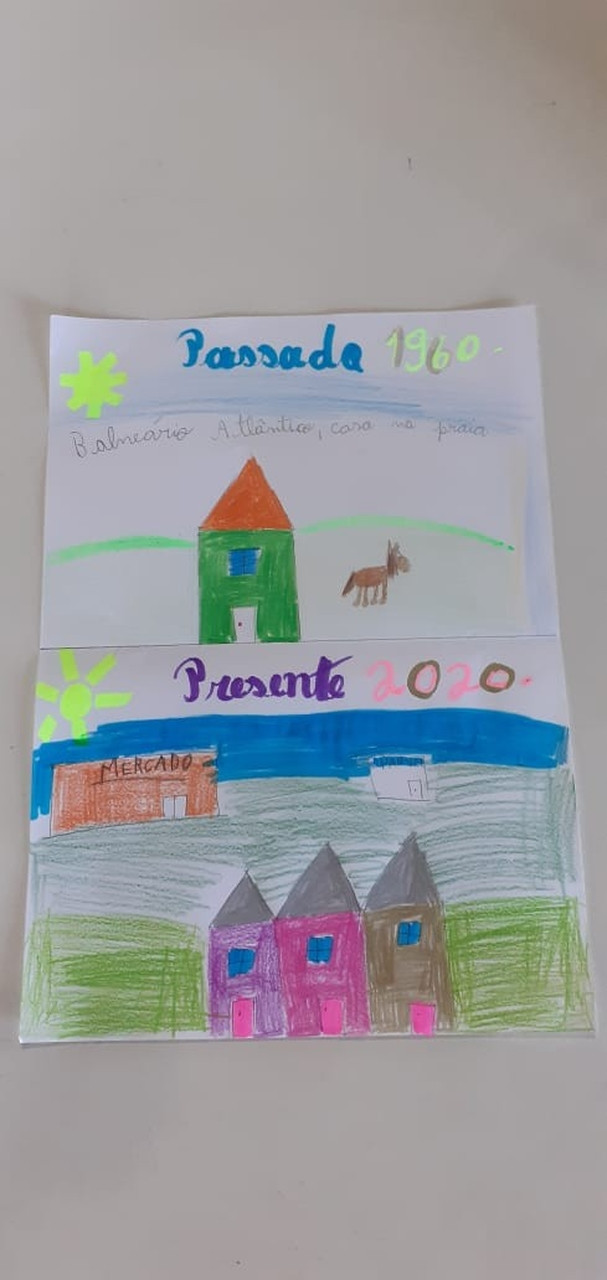 Passado 1960.
Balneário Atlântico, casa na praia
Presente 2020.
MERCADO